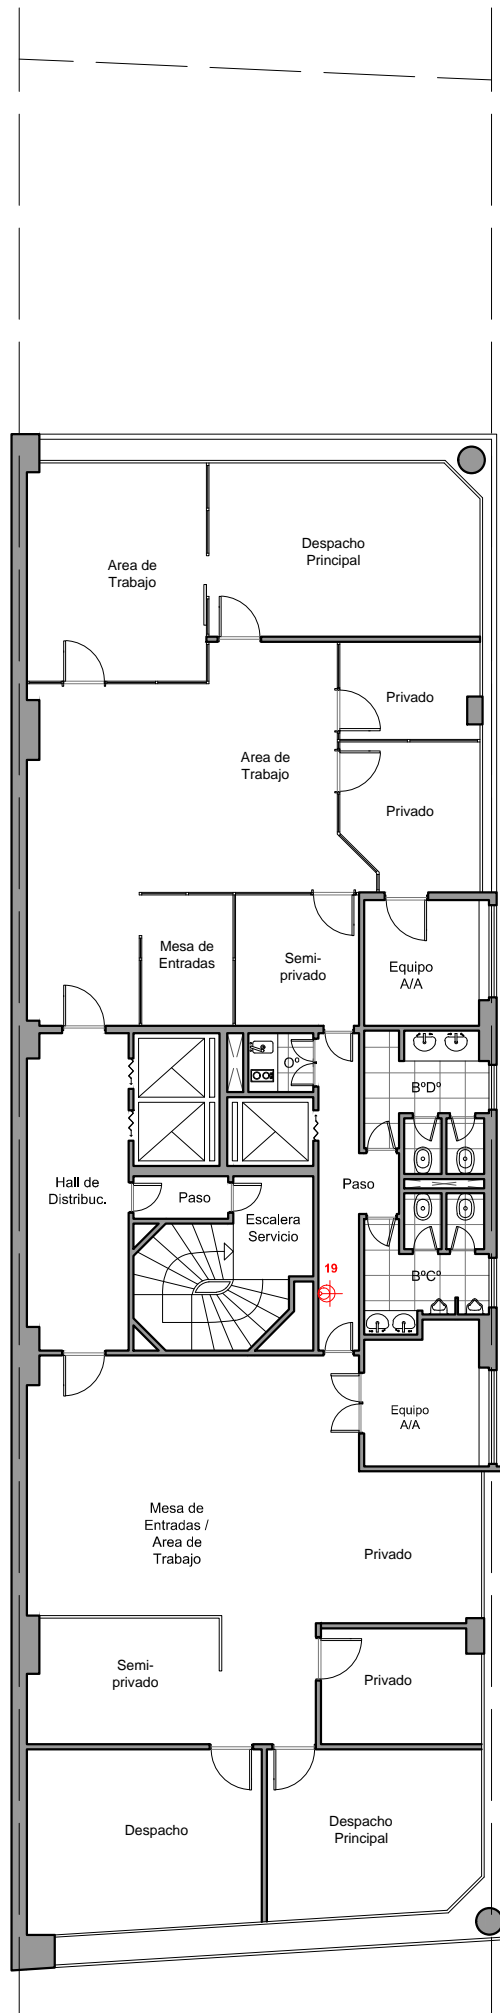 Despacho
Principal
Area de
Trabajo
Privado
Area de
Trabajo
Privado
Mesa de
Entradas
Semi-
privado
Equipo
A/A
Oº
BºDº
Hall de
Distribuc.
Paso
Paso
Escalera
Servicio
19
BºCº
Equipo
A/A
Mesa de
Entradas /
Area de
Trabajo
Privado
Semi-
privado
Privado
Despacho
Despacho
Principal